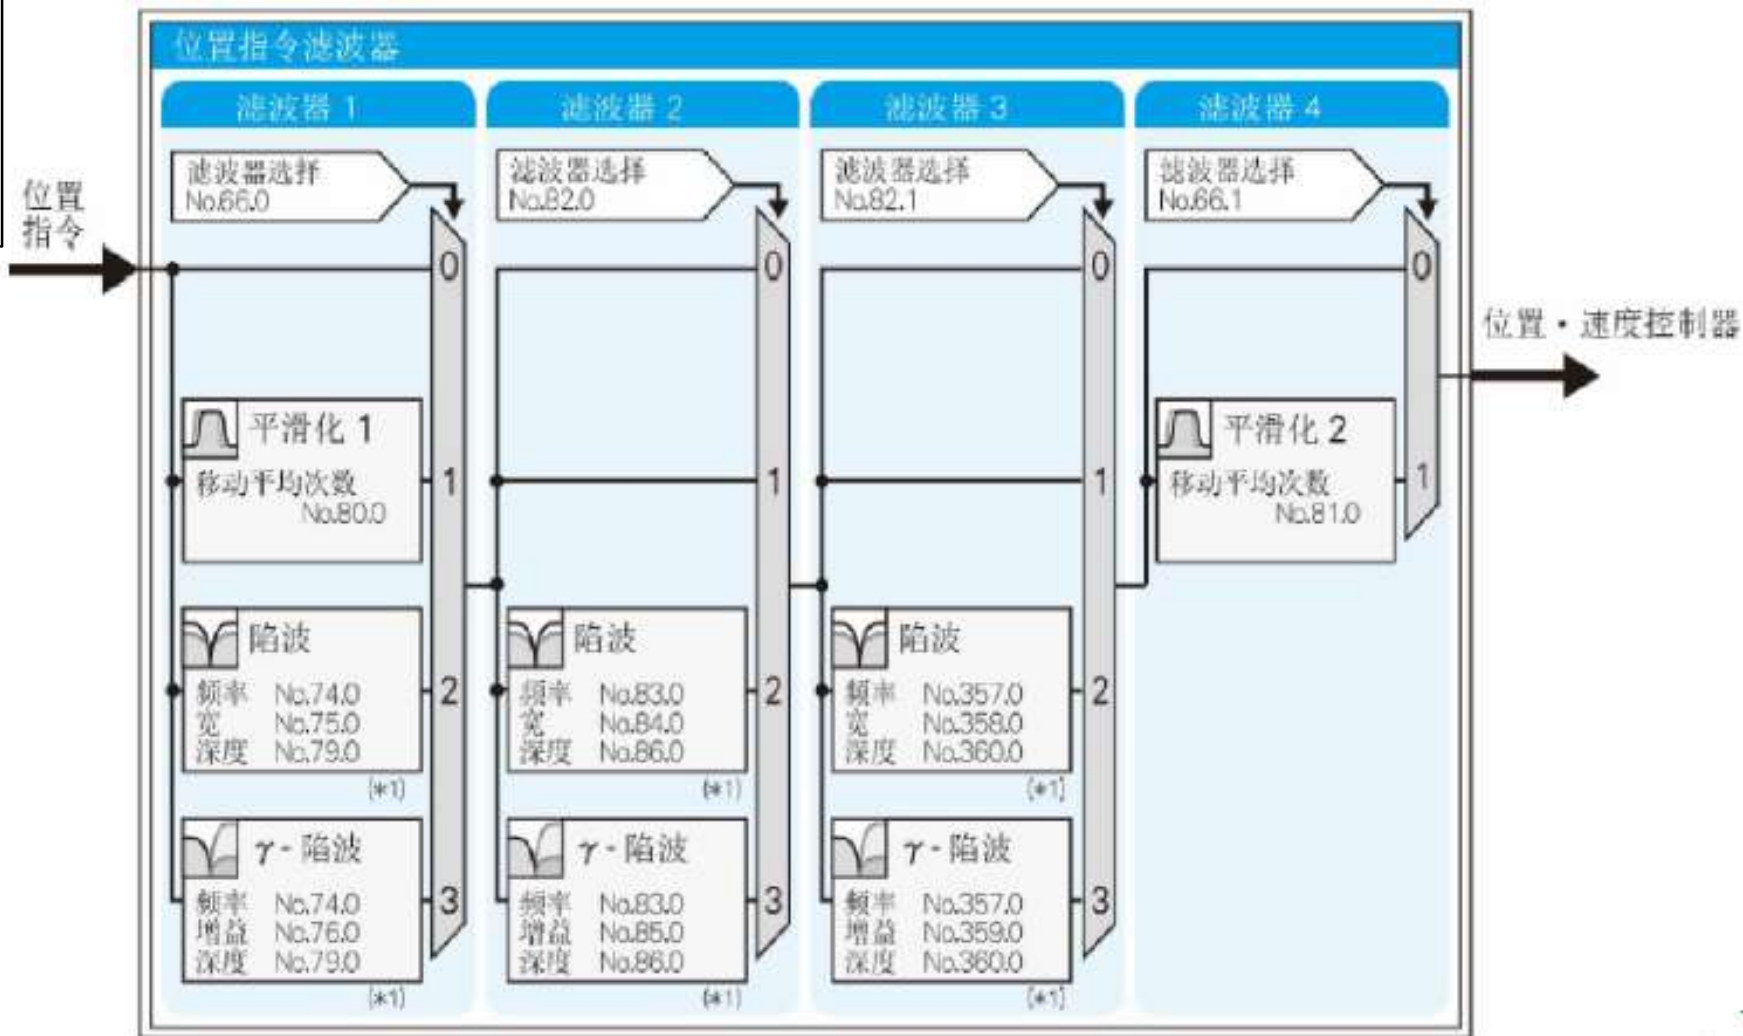 位置指令滤波器
位置
指令
滤波器 1
滤波器选择
No.66.0
0
平滑化 1
移动平均次数
No.80.0
1
陷波
频率 No.74.0
宽 No.75.0
深度 No.79.0
2
(*1)
γ-陷波
频率 No.74.0
增益 No.76.0
深度 No.79.0
3
(*1)
滤波器 2
滤波器选择
No.82.0
0
1
陷波
频率 No.83.0
宽 No.84.0
深度 No.86.0
2
(*1)
γ-陷波
频率 No.83.0
增益 No.85.0
深度 No.86.0
3
(*1)
滤波器 3
滤波器选择
No.82.1
0
1
陷波
频率 No.357.0
宽 No.358.0
深度 No.360.0
2
(*1)
γ-陷波
频率 No.357.0
增益 No.359.0
深度 No.360.0
3
(*1)
滤波器 4
滤波器选择
No.66.1
0
平滑化 2
移动平均次数
No.81.0
1
位置・速度控制器